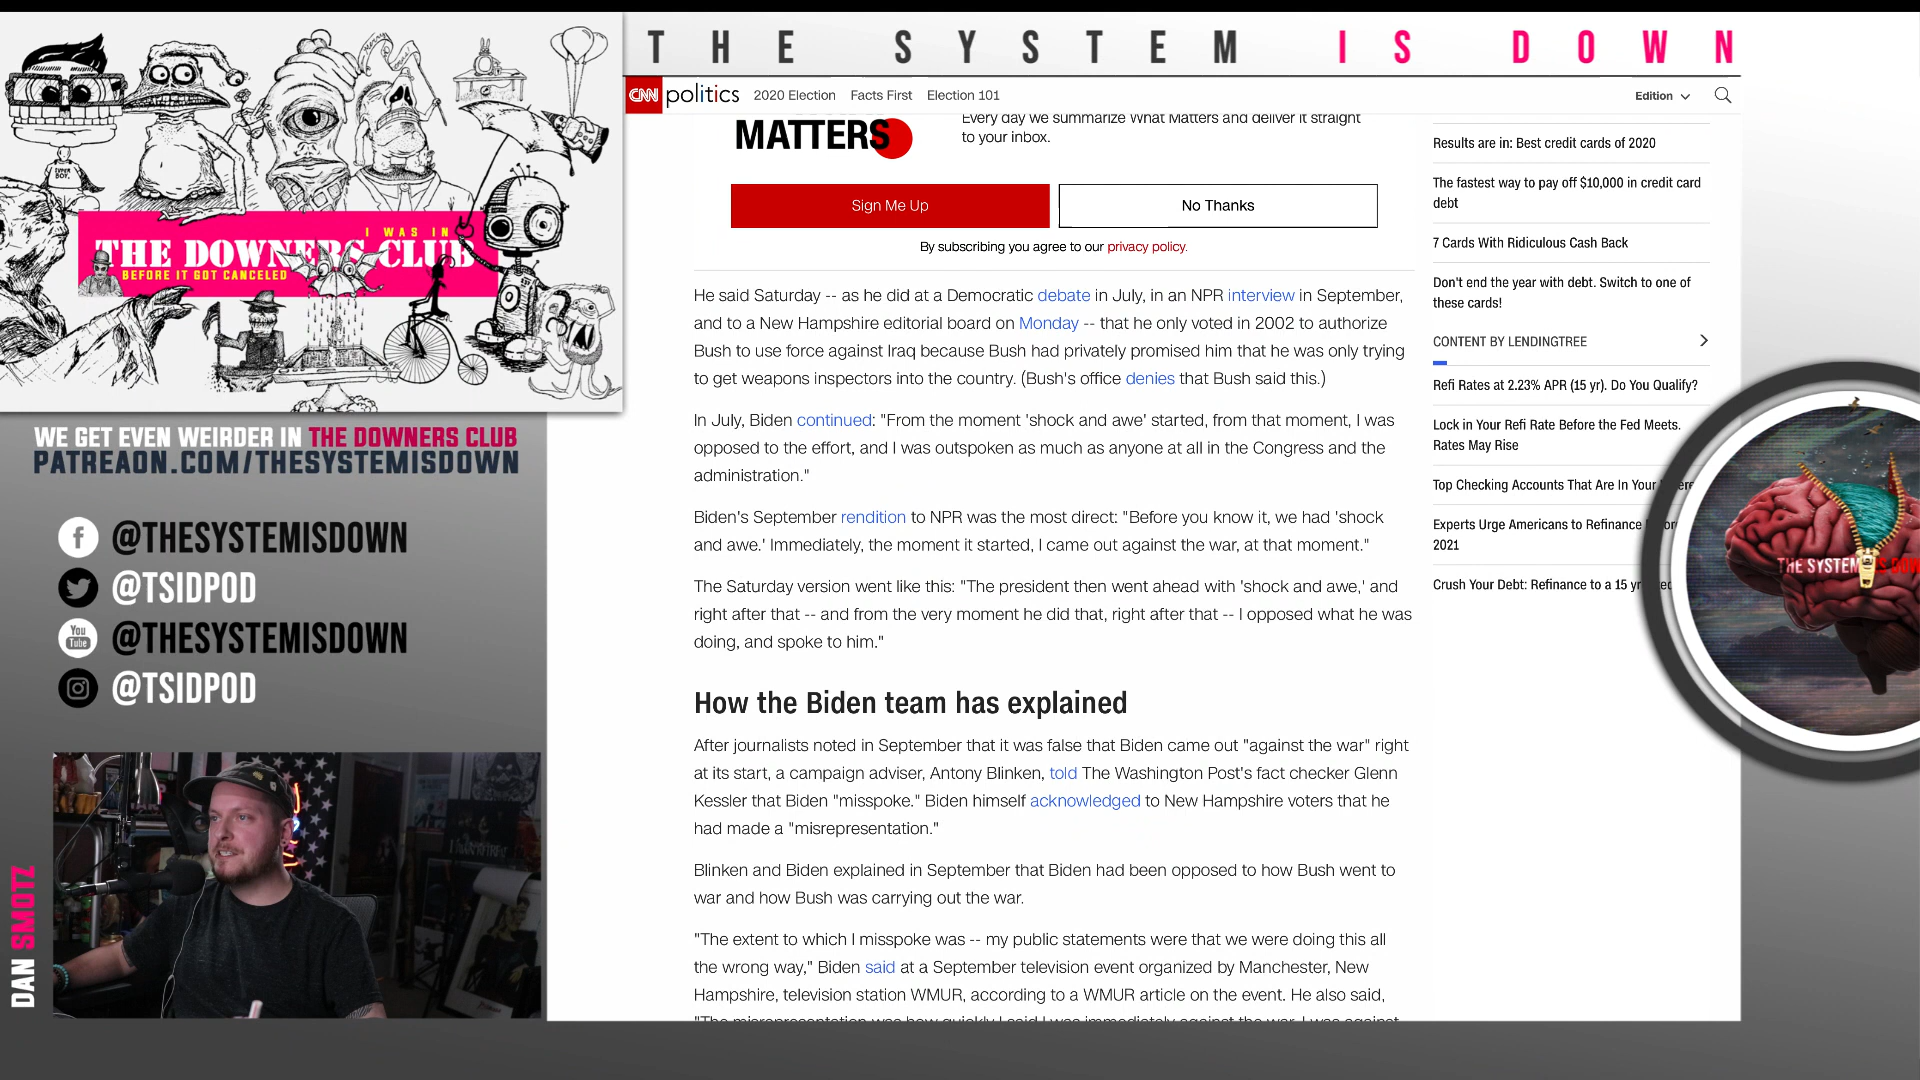 THE SYSTEM IS DOWN
CNN politics 2020 Election Facts First Election 101
Edition
SUPER BOY.
I WAS IN
THE DOWNERS CLUB
BEFORE IT GOT CANCELED
WE GET EVEN WEIRDER IN THE DOWNERS CLUB
PATREON.COM/THESYSTEMISDOWN
@THESYSTEMISDOWN
@TSIDPOD
You
Tube
@THESYSTEMISDOWN
@TSIDPOD
DAN SMOTZ
MATTERS
Every day we summarize What Matters and deliver it straight
to your inbox.
Sign Me Up
No Thanks
By subscribing you agree to our privacy policy.
He said Saturday -- as he did at a Democratic debate in July, in an NPR interview in September,
and to a New Hampshire editorial board on Monday -- that he only voted in 2002 to authorize
Bush to use force against Iraq because Bush had privately promised him that he was only trying
to get weapons inspectors into the country. (Bush's office denies that Bush said this.)
In July, Biden continued: "From the moment 'shock and awe' started, from that moment, I was
opposed to the effort, and I was outspoken as much as anyone at all in the Congress and the
administration."
Biden's September rendition to NPR was the most direct: "Before you know it, we had 'shock
and awe.' Immediately, the moment it started, I came out against the war, at that moment."
The Saturday version went like this: "The president then went ahead with 'shock and awe,' and
right after that -- and from the very moment he did that, right after that -- I opposed what he was
doing, and spoke to him."
How the Biden team has explained
After journalists noted in September that it was false that Biden came out "against the war" right
at its start, a campaign adviser, Antony Blinken, told The Washington Post's fact checker Glenn
Kessler that Biden "misspoke." Biden himself acknowledged to New Hampshire voters that he
had made a "misrepresentation."
Blinken and Biden explained in September that Biden had been opposed to how Bush went to
war and how Bush was carrying out the war.
"The extent to which I misspoke was -- my public statements were that we were doing this all
the wrong way," Biden said at a September television event organized by Manchester, New
Hampshire, television station WMUR, according to a WMUR article on the event. He also said,
"The misrepresentation was how quickly I said I was immediately against the war. I was against
Results are in: Best credit cards of 2020
The fastest way to pay off $10,000 in credit card
debt
7 Cards With Ridiculous Cash Back
Don't end the year with debt. Switch to one of
these cards!
CONTENT BY LENDINGTREE
Refi Rates at 2.23% APR (15 yr). Do You Qualify?
Lock in Your Refi Rate Before the Fed Meets.
Rates May Rise
Top Checking Accounts That Are In Your
Experts Urge Americans to Refinance
2021
Crush Your Debt: Refinance to a 15 yr
THE SYSTEM IS DOWN